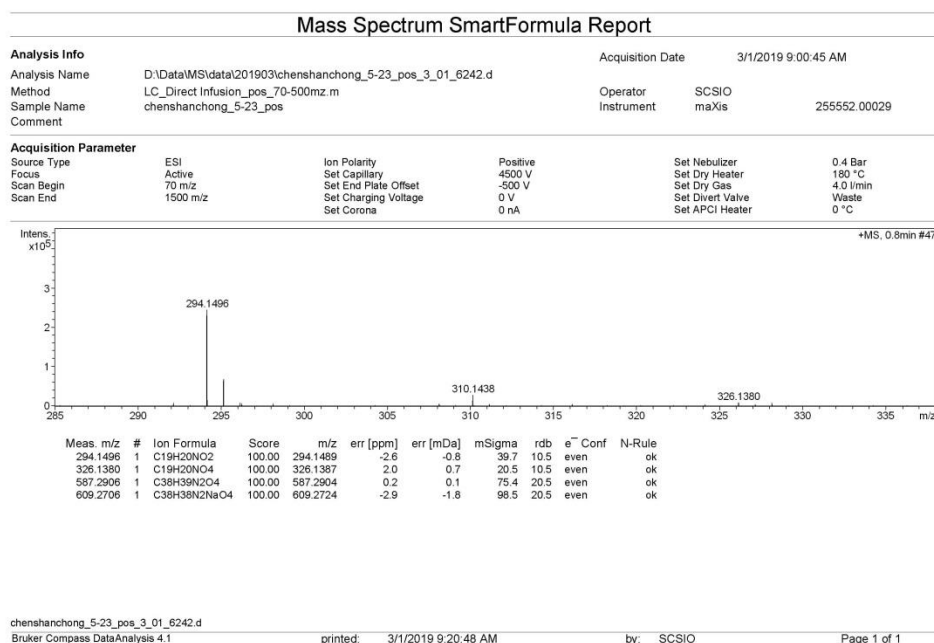 Mass Spectrum SmartFormula Report
Analysis Info Acquisition Date 3/1/2019 9:00:45 AM
Analysis Name D:\Data\MS\data\201903\chenshanchong_5-23_pos_3_01_6242.d
Method LC_Direct Infusion_pos_70-500mz.m Operator SCSIO
Sample Name chenshanchong_5-23_pos Instrument maXis 255552.00029
Comment
Acquisition Parameter
Source Type ESI Ion Polarity Positive Set Nebulizer 0.4 Bar
Focus Active Set Capillary 4500 V Set Dry Heater 180 °C
Scan Begin 70 m/z Set End Plate Offset -500 V Set Dry Gas 4.0 l/min
Scan End 1500 m/z Set Charging Voltage 0 V Set Divert Valve Waste
Set Corona 0 nA Set APCI Heater 0 °C
Intens. +MS, 0.8min #47
x10⁵
3
294.1496
2
1
310.1438
326.1380
0
285 290 295 300 305 310 315 320 325 330 335 m/z
Meas. m/z # Ion Formula Score m/z err [ppm] err [mDa] mSigma rdb e⁻ Conf N-Rule
294.1496 1 C19H20NO2 100.00 294.1489 -2.6 -0.8 39.7 10.5 even ok
326.1380 1 C19H20NO4 100.00 326.1387 2.0 0.7 20.5 10.5 even ok
587.2906 1 C38H39N2O4 100.00 587.2904 0.2 0.1 75.4 20.5 even ok
609.2706 1 C38H38N2NaO4 100.00 609.2724 -2.9 -1.8 98.5 20.5 even ok
chenshanchong_5-23_pos_3_01_6242.d
Bruker Compass DataAnalysis 4.1 printed: 3/1/2019 9:20:48 AM by: SCSIO Page 1 of 1